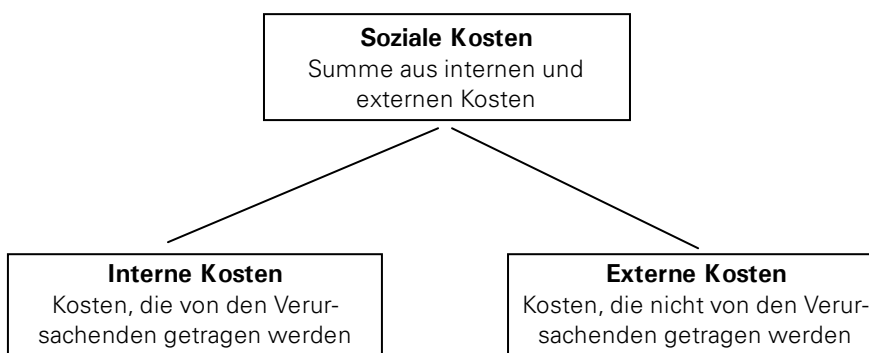 Soziale Kosten
Summe aus internen und
externen Kosten
Interne Kosten
Kosten, die von den Verur-
sachenden getragen werden
Externe Kosten
Kosten, die nicht von den Verur-
sachenden getragen werden